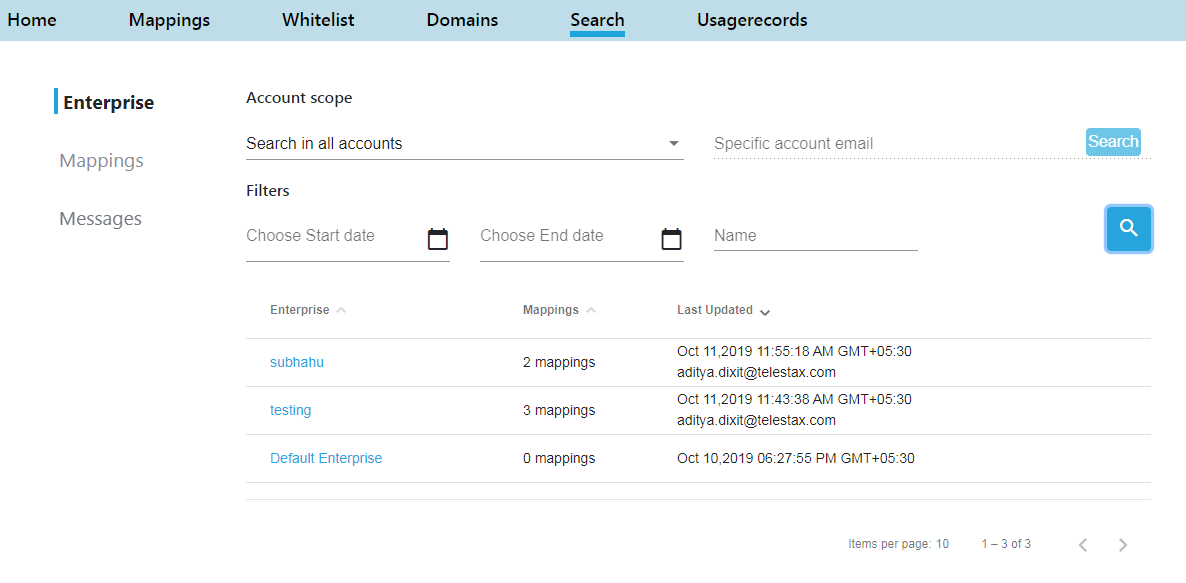 Home Mappings Whitelist Domains Search Usagerecords
Enterprise
Mappings
Messages
Account scope
Search in all accounts Specific account email Search
Filters
Choose Start date Choose End date Name
Enterprise Mappings Last Updated
subhahu 2 mappings Oct 11,2019 11:55:18 AM GMT+05:30
aditya.dixit@telestax.com
testing 3 mappings Oct 11,2019 11:43:38 AM GMT+05:30
aditya.dixit@telestax.com
Default Enterprise 0 mappings Oct 10,2019 06:27:55 PM GMT+05:30
Items per page: 10 1 – 3 of 3